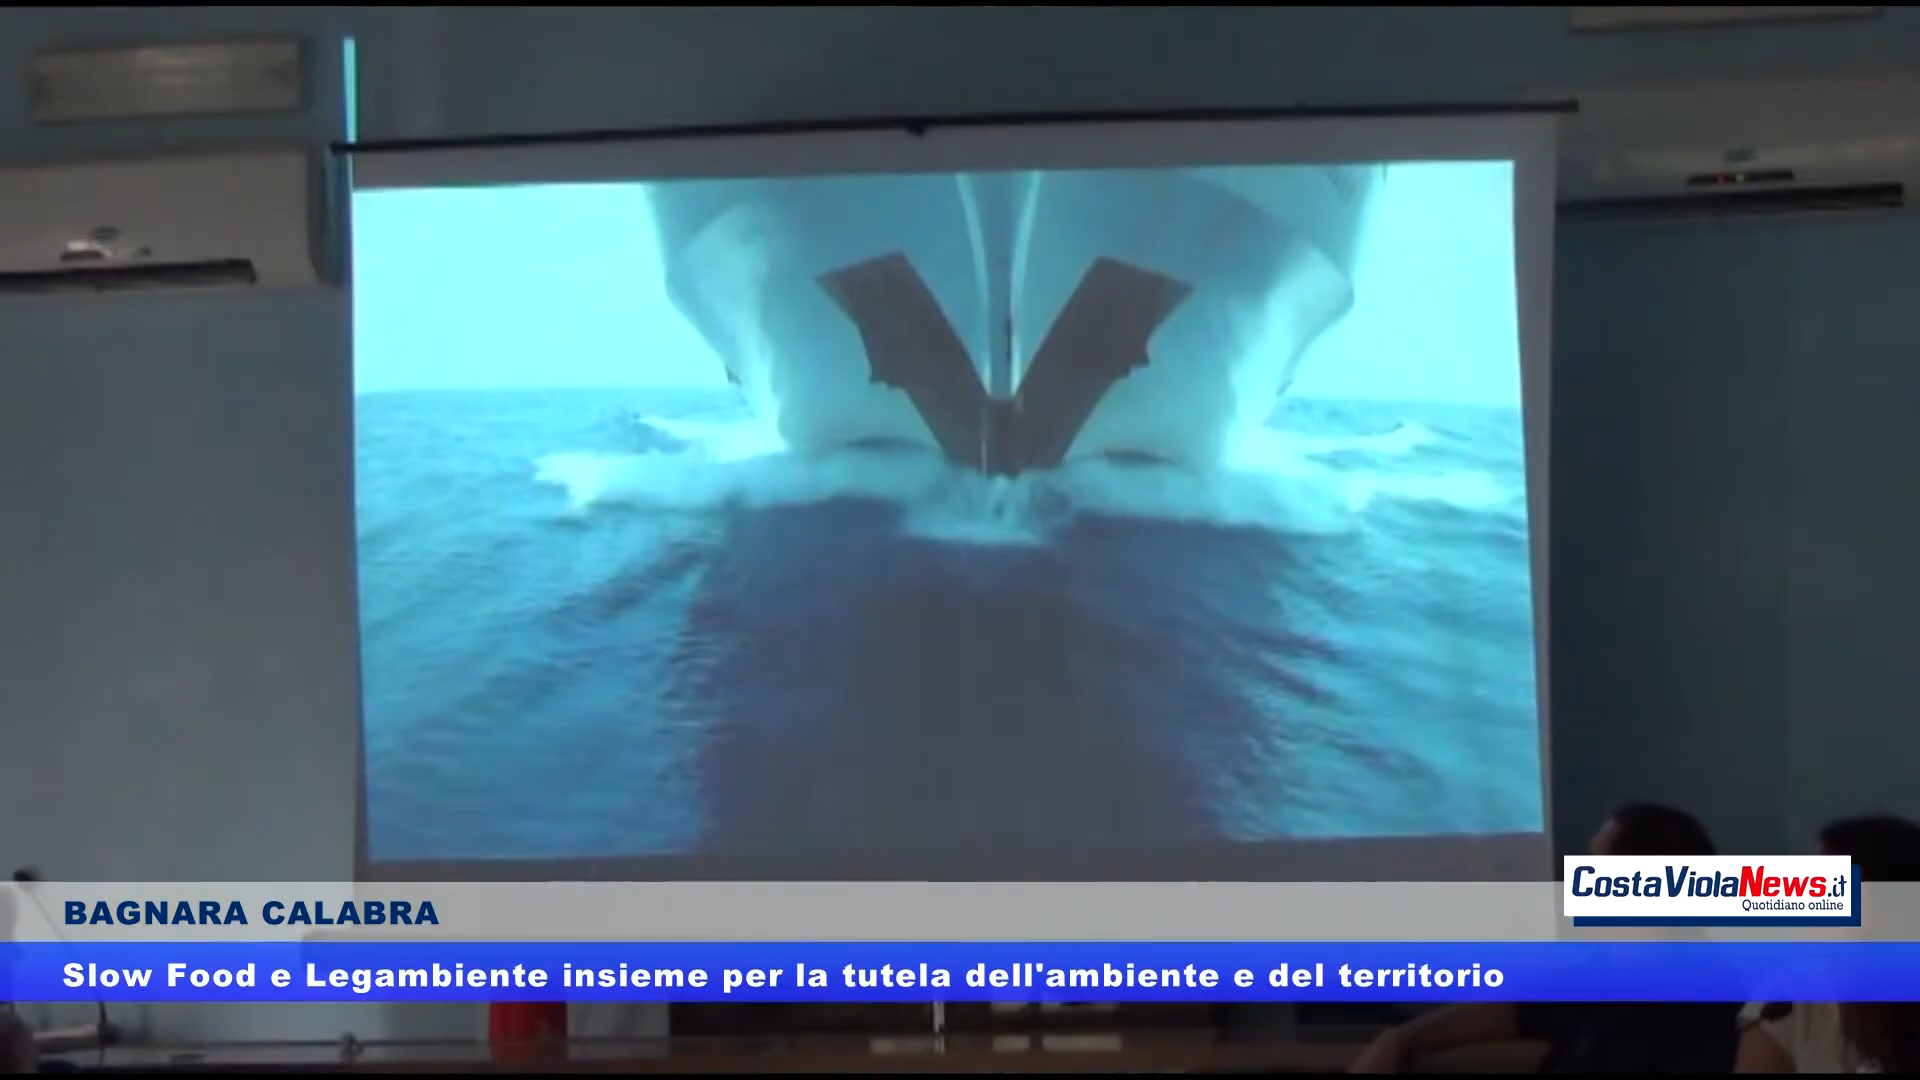 CostaViolaNews.it
Quotidiano online
BAGNARA CALABRA
Slow Food e Legambiente insieme per la tutela dell'ambiente e del territorio